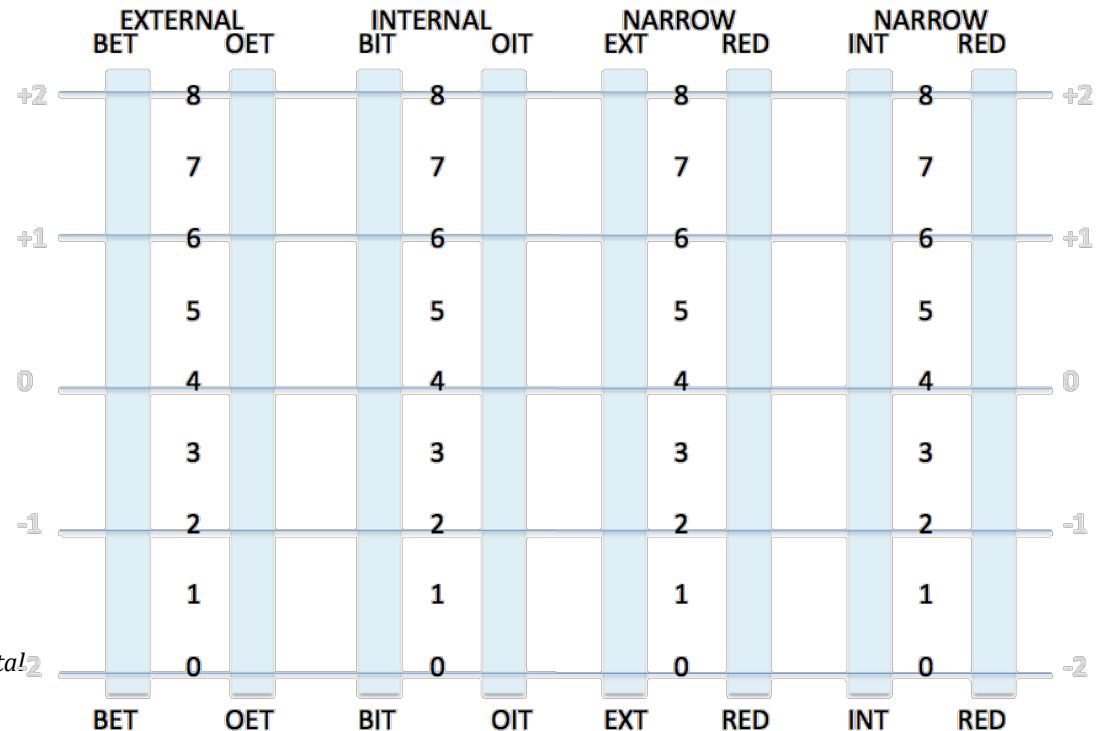 EXTERNAL INTERNAL NARROW NARROW
BET OET BIT OIT EXT RED INT RED
+2 8 8 8 8 +2
7 7 7 7
+1 6 6 6 6 +1
5 5 5 5
0 4 4 4 4 0
3 3 3 3
-1 2 2 2 2 -1
1 1 1 1
tal -2 0 0 0 0 -2
BET OET BIT OIT EXT RED INT RED